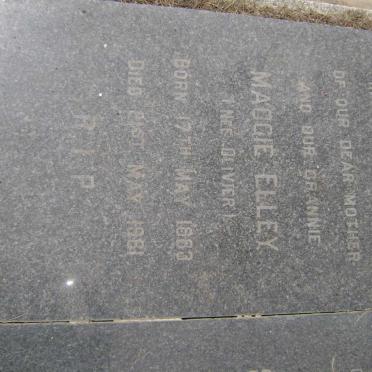 OF OUR DEAR MOTHER
AND OUR GRANNIE
MAGGIE ELLEY
(NEE OLIVIER)
BORN 17TH MAY 1883
DIED 21ST MAY 1981
R I P